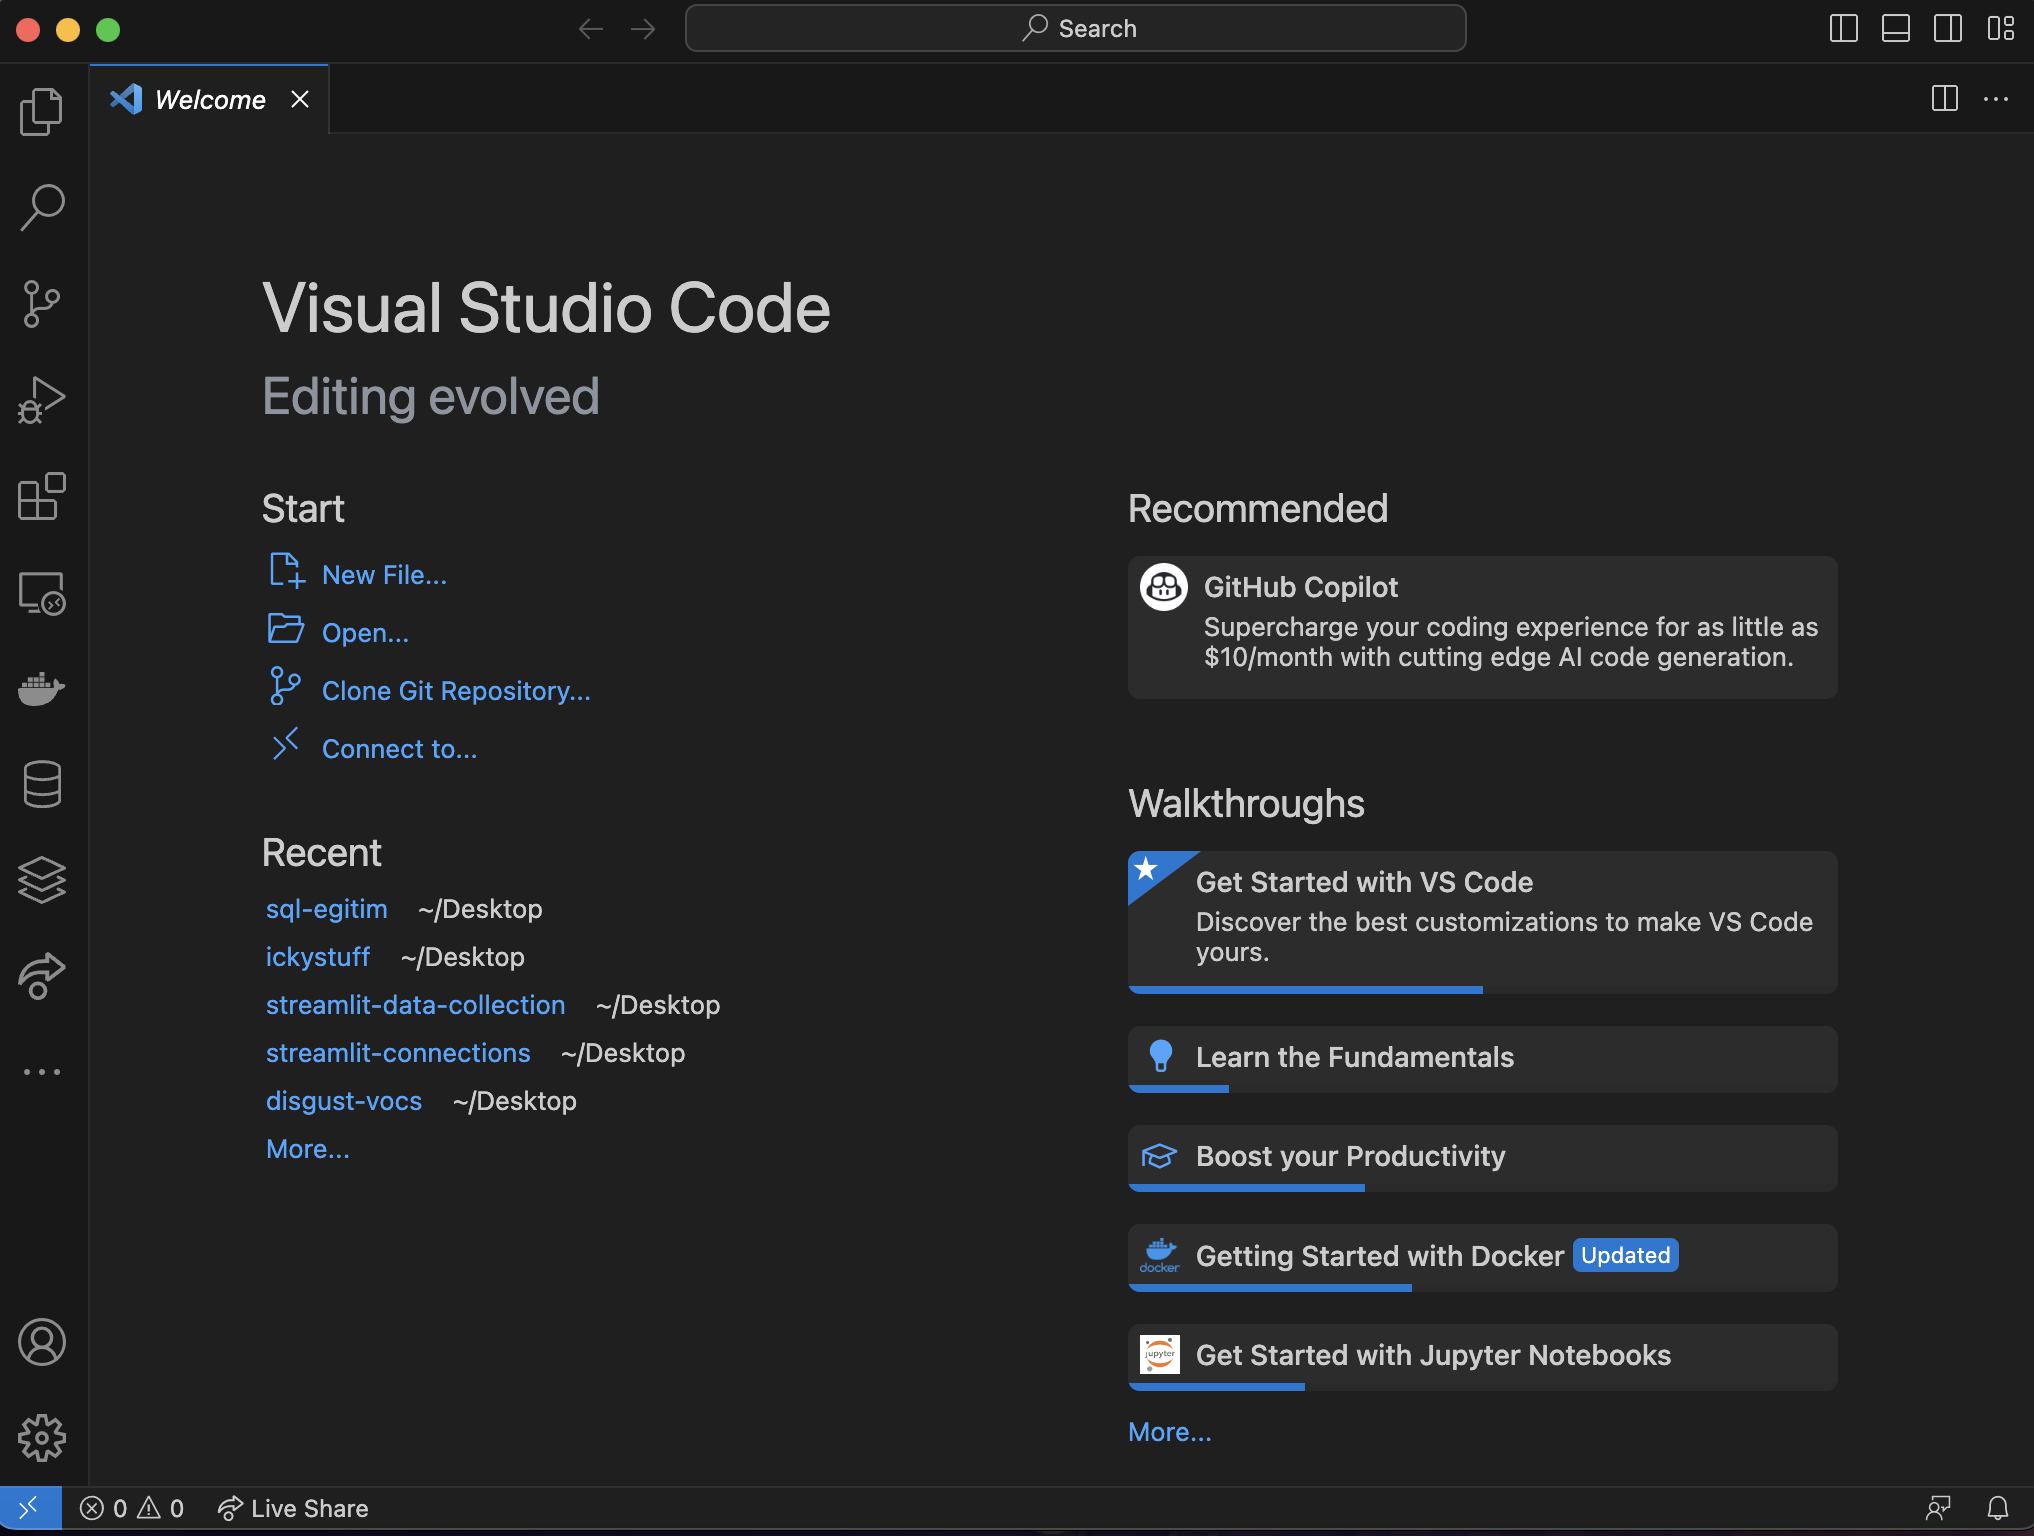 Search
Welcome
Visual Studio Code
Editing evolved
Start
New File...
Open...
Clone Git Repository...
Connect to...
Recent
sql-egitim ~/Desktop
ickystuff ~/Desktop
streamlit-data-collection ~/Desktop
streamlit-connections ~/Desktop
disgust-vocs ~/Desktop
More...
Recommended
GitHub Copilot
Supercharge your coding experience for as little as
$10/month with cutting edge AI code generation.
Walkthroughs
Get Started with VS Code
Discover the best customizations to make VS Code
yours.
Learn the Fundamentals
Boost your Productivity
docker
Getting Started with Docker Updated
jupyter
Get Started with Jupyter Notebooks
More...
0 0 Live Share